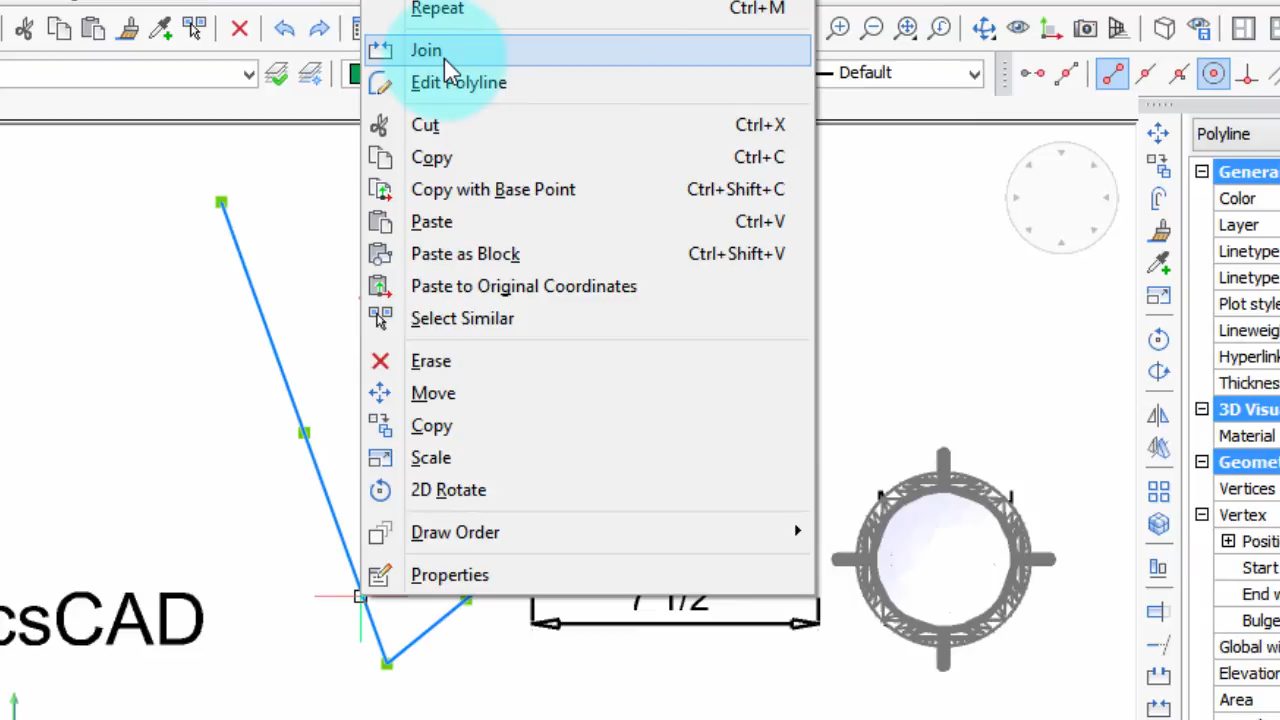 Repeat Ctrl+M
Join
Edit Polyline
Cut Ctrl+X
Copy Ctrl+C
Copy with Base Point Ctrl+Shift+C
Paste Ctrl+V
Paste as Block Ctrl+Shift+V
Paste to Original Coordinates
Select Similar
Erase
Move
Copy
Scale
2D Rotate
Draw Order
Properties
Default
Polyline
Genera
Color
Layer
Linetype
Linetype
Plot style
Lineweig
Hyperlink
Thickness
3D Visu
Material
Geomet
Vertices
Vertex
Positi
Start
End w
Bulge
Global wi
Elevation
Area
csCAD
7 1/2